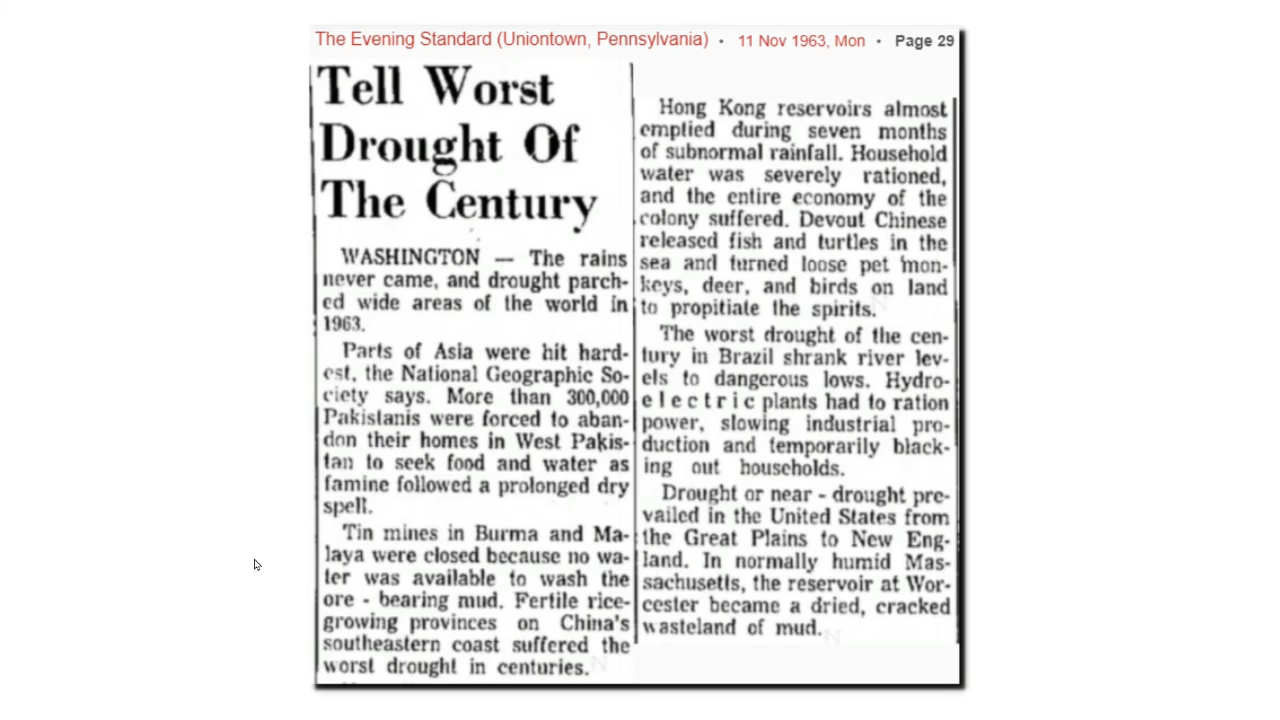 The Evening Standard (Uniontown, Pennsylvania) • 11 Nov 1963, Mon • Page 29
Tell Worst
Drought Of
The Century
WASHINGTON — The rains
never came, and drought parch-
ed wide areas of the world in
1963.
Parts of Asia were hit hard-
est, the National Geographic So-
ciety says. More than 300,000
Pakistanis were forced to aban-
don their homes in West Pakis-
tan to seek food and water as
famine followed a prolonged dry
spell.
Tin mines in Burma and Ma-
laya were closed because no wa-
ter was available to wash the
ore - bearing mud. Fertile rice-
growing provinces on China's
southeastern coast suffered the
worst drought in centuries.
Hong Kong reservoirs almost
emptied during seven months
of subnormal rainfall. Household
water was severely rationed,
and the entire economy of the
colony suffered. Devout Chinese
released fish and turtles in the
sea and turned loose pet mon-
keys, deer, and birds on land
to propitiate the spirits.
The worst drought of the cen-
tury in Brazil shrank river lev-
els to dangerous lows. Hydro-
electric plants had to ration
power, slowing industrial pro-
duction and temporarily black-
ing out households.
Drought or near - drought pre-
vailed in the United States from
the Great Plains to New Eng-
land. In normally humid Mas-
sachusetts, the reservoir at Wor-
cester became a dried, cracked
wasteland of mud.